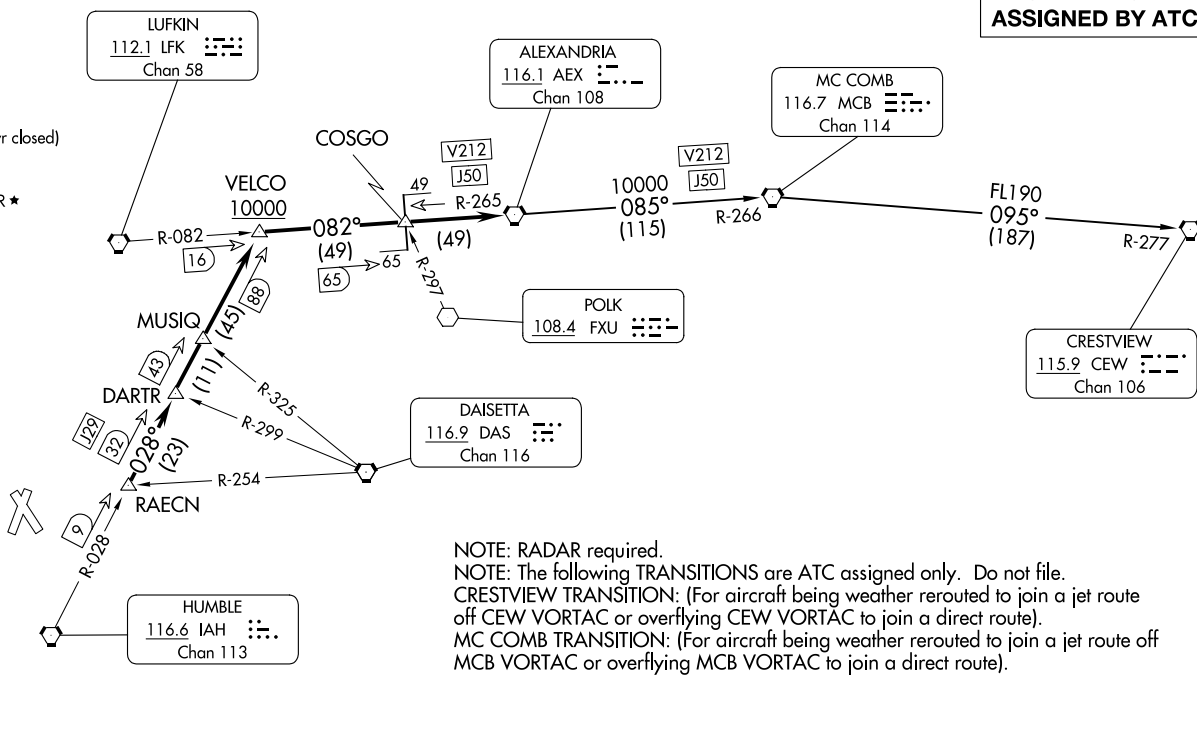 ASSIGNED BY ATC
LUFKIN
112.1 LFK
Chan 58
ALEXANDRIA
116.1 AEX
Chan 108
MC COMB
116.7 MCB
Chan 114
r closed)
R ★
COSGO
V212
J50
49
R-265
V212
J50
VELCO
10000
R-082
16
082°
(49)
65
65
(49)
10000
085°
(115)
R-266
FL190
095°
(187)
R-277
R-297
POLK
108.4 FXU
CRESTVIEW
115.9 CEW
Chan 106
MUSIQ
88
(45)
43
(11)
DARTR
R-325
R-299
R-254
DAISETTA
116.9 DAS
Chan 116
J29
32
028°
(23)
RAECN
9
R-028
HUMBLE
116.6 IAH
Chan 113
NOTE: RADAR required.
NOTE: The following TRANSITIONS are ATC assigned only. Do not file.
CRESTVIEW TRANSITION: (For aircraft being weather rerouted to join a jet route
off CEW VORTAC or overflying CEW VORTAC to join a direct route).
MC COMB TRANSITION: (For aircraft being weather rerouted to join a jet route off
MCB VORTAC or overflying MCB VORTAC to join a direct route).